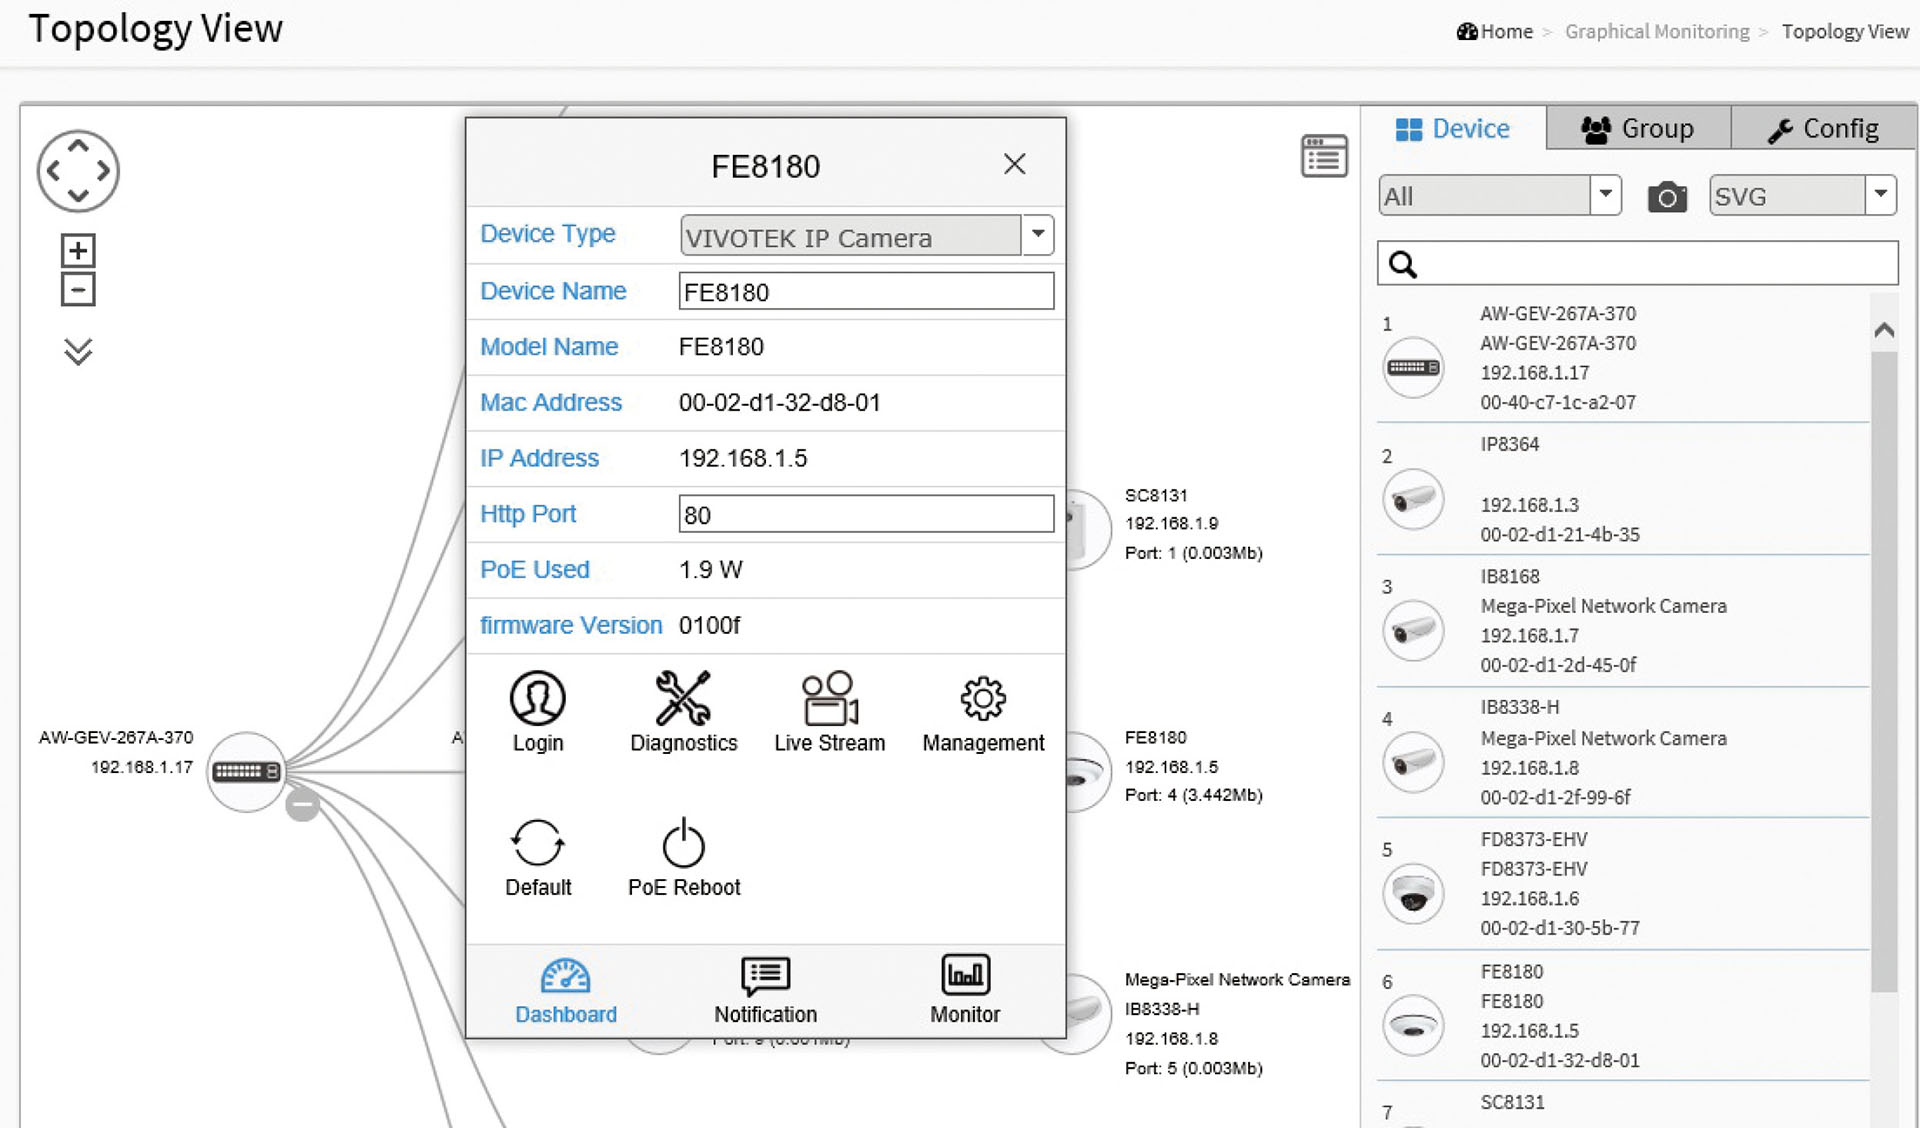 Topology View
Home > Graphical Monitoring > Topology View
Device
Group
Config
All
SVG
FE8180
Device Type
VIVOTEK IP Camera
Device Name
FE8180
Model Name
FE8180
Mac Address
00-02-d1-32-d8-01
IP Address
192.168.1.5
Http Port
80
PoE Used
1.9 W
firmware Version
0100f
Login
Diagnostics
Live Stream
Management
Default
PoE Reboot
Dashboard
Notification
Monitor
AW-GEV-267A-370
192.168.1.17
A
SC8131
192.168.1.9
Port: 1 (0.003Mb)
FE8180
192.168.1.5
Port: 4 (3.442Mb)
Mega-Pixel Network Camera
IB8338-H
192.168.1.8
Port: 5 (0.003Mb)
1
AW-GEV-267A-370
AW-GEV-267A-370
192.168.1.17
00-40-c7-1c-a2-07
2
IP8364
192.168.1.3
00-02-d1-21-4b-35
3
IB8168
Mega-Pixel Network Camera
192.168.1.7
00-02-d1-2d-45-0f
4
IB8338-H
Mega-Pixel Network Camera
192.168.1.8
00-02-d1-2f-99-6f
5
FD8373-EHV
FD8373-EHV
192.168.1.6
00-02-d1-30-5b-77
6
FE8180
FE8180
192.168.1.5
00-02-d1-32-d8-01
7
SC8131